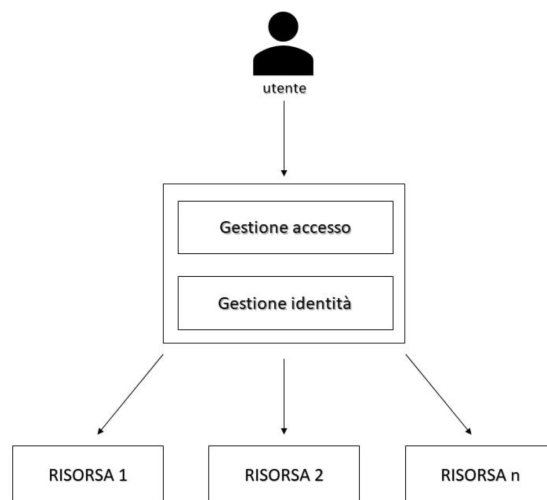 utente
Gestione accesso
Gestione identità
RISORSA 1
RISORSA 2
RISORSA n